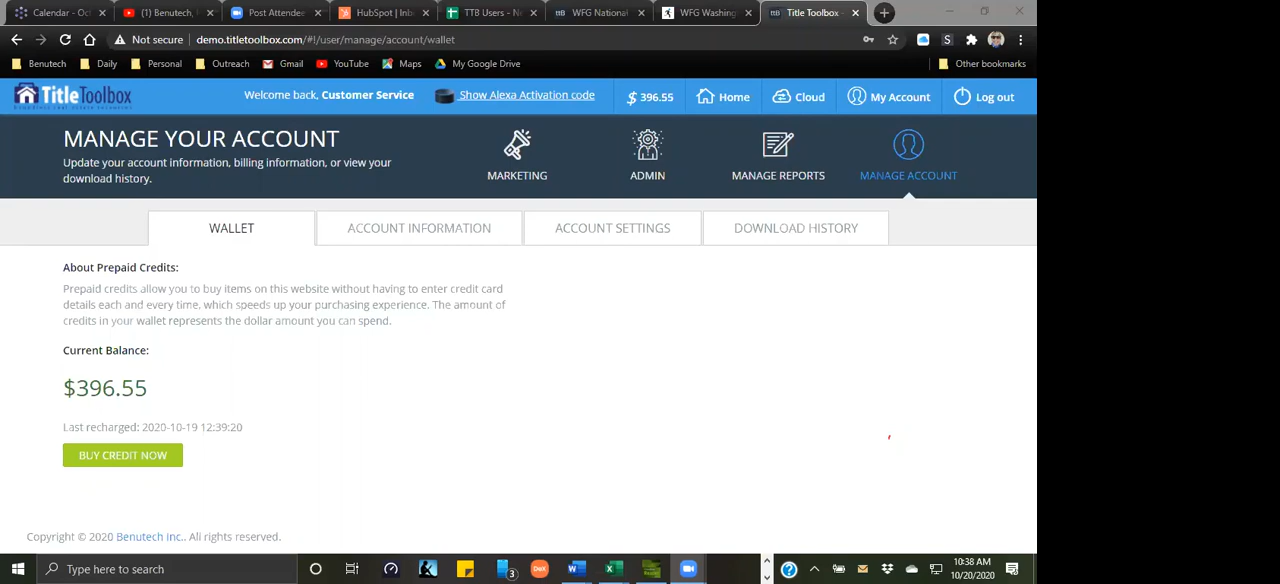 Calendar - Oct
(1) Benutech, I
Post Attendee
HubSpot | Inb
TTB Users - N
WFG National
WFG Washing
Title Toolbox -
Not secure | demo.titletoolbox.com/#!/user/manage/account/wallet
Benutech
Daily
Personal
Outreach
Gmail
YouTube
Maps
My Google Drive
Other bookmarks
TitleToolbox
Welcome back, Customer Service
Show Alexa Activation code
$ 396.55
Home
Cloud
My Account
Log out
MANAGE YOUR ACCOUNT
Update your account information, billing information, or view your
download history.
MARKETING
ADMIN
MANAGE REPORTS
MANAGE ACCOUNT
WALLET
ACCOUNT INFORMATION
ACCOUNT SETTINGS
DOWNLOAD HISTORY
About Prepaid Credits:
Prepaid credits allow you to buy items on this website without having to enter credit card
details each and every time, which speeds up your purchasing experience. The amount of
credits in your wallet represents the dollar amount you can spend.
Current Balance:
$396.55
Last recharged: 2020-10-19 12:39:20
BUY CREDIT NOW
Copyright © 2020 Benutech inc.. All rights reserved.
Type here to search
3
10:38 AM
10/20/2020